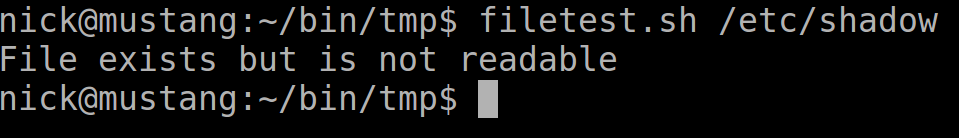 nick@mustang:~/bin/tmp$ filetest.sh /etc/shadow
File exists but is not readable
nick@mustang:~/bin/tmp$